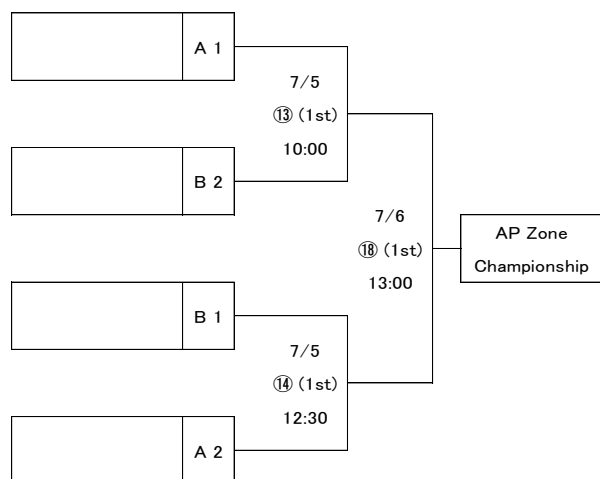 A 1
7/5
⑬ (1st)
10:00
B 2
7/6
⑱ (1st)
13:00
AP Zone
Championship
B 1
7/5
⑭ (1st)
12:30
A 2